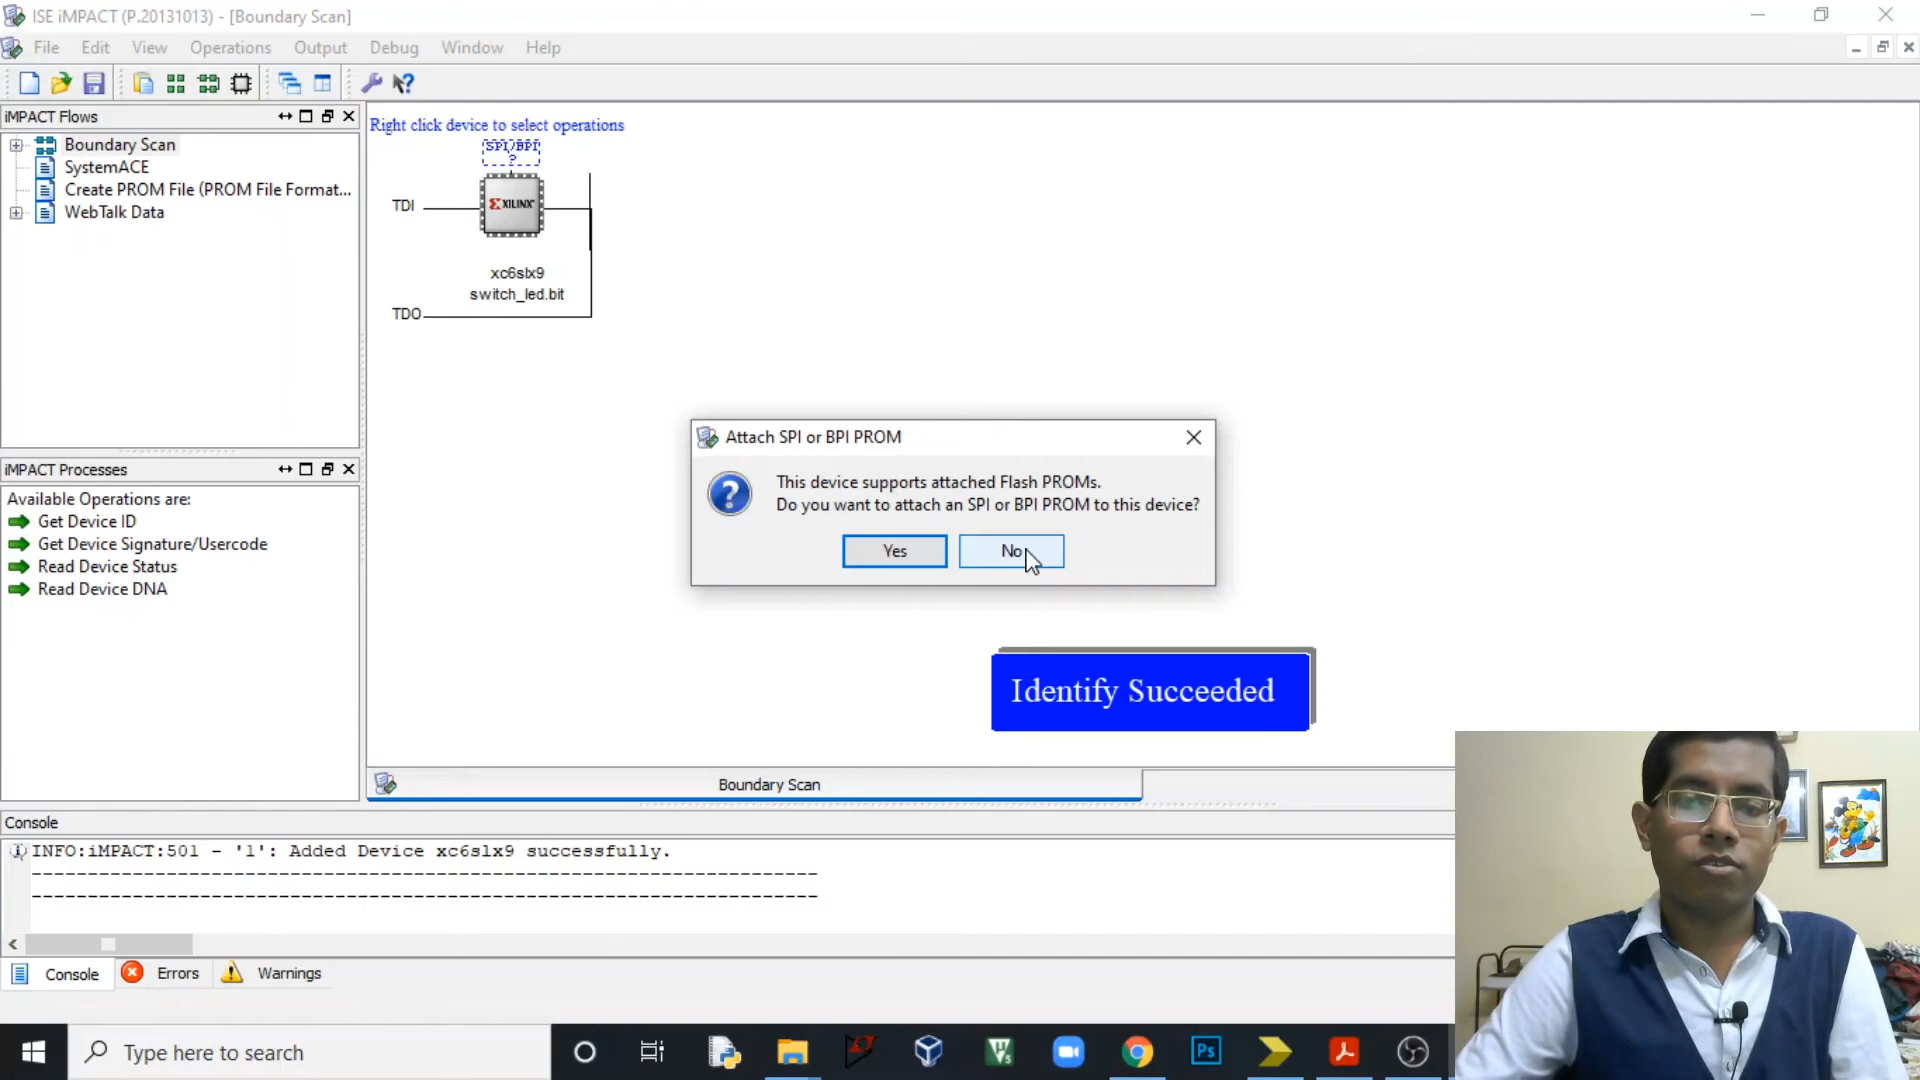 ISE iMPACT (P.20131013) - [Boundary Scan]
File Edit View Operations Output Debug Window Help
iMPACT Flows
Boundary Scan
SystemACE
Create PROM File (PROM File Format...
WebTalk Data
Right click device to select operations
SPI/BPI
?
TDI
XILINX
xc6slx9
switch_led.bit
TDO
Attach SPI or BPI PROM
This device supports attached Flash PROMs.
Do you want to attach an SPI or BPI PROM to this device?
Yes No
iMPACT Processes
Available Operations are:
Get Device ID
Get Device Signature/Usercode
Read Device Status
Read Device DNA
Identify Succeeded
Boundary Scan
Console
INFO:iMPACT:501 - '1': Added Device xc6slx9 successfully.
----------------------------------------------------------------------
----------------------------------------------------------------------
Console Errors Warnings
Type here to search
Ps